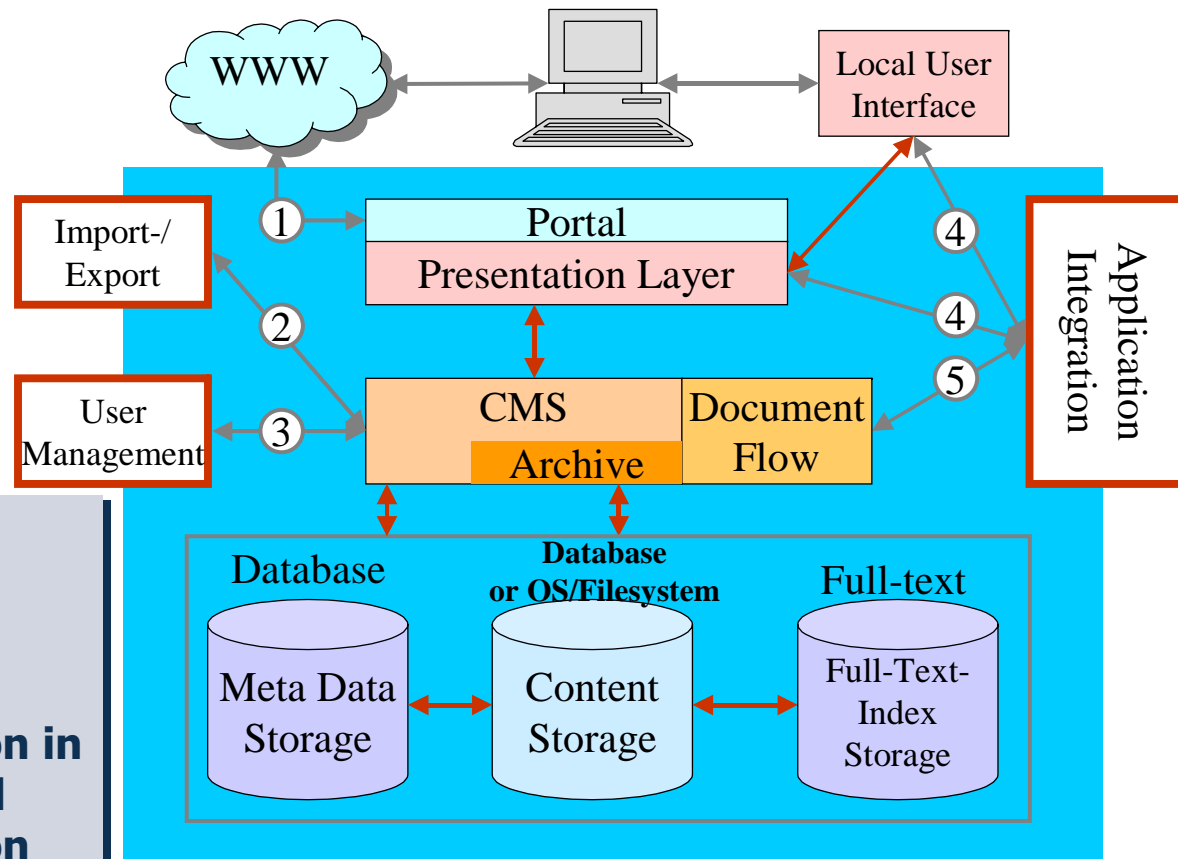 WWW
Local User
Interface
1
Portal
Presentation Layer
Import-/
Export
2
4
4
Application
Integration
5
User
Management
3
CMS
Archive
Document
Flow
Database
Database
or OS/Filesystem
Full-text
Meta Data
Storage
Content
Storage
Full-Text-
Index
Storage
on in